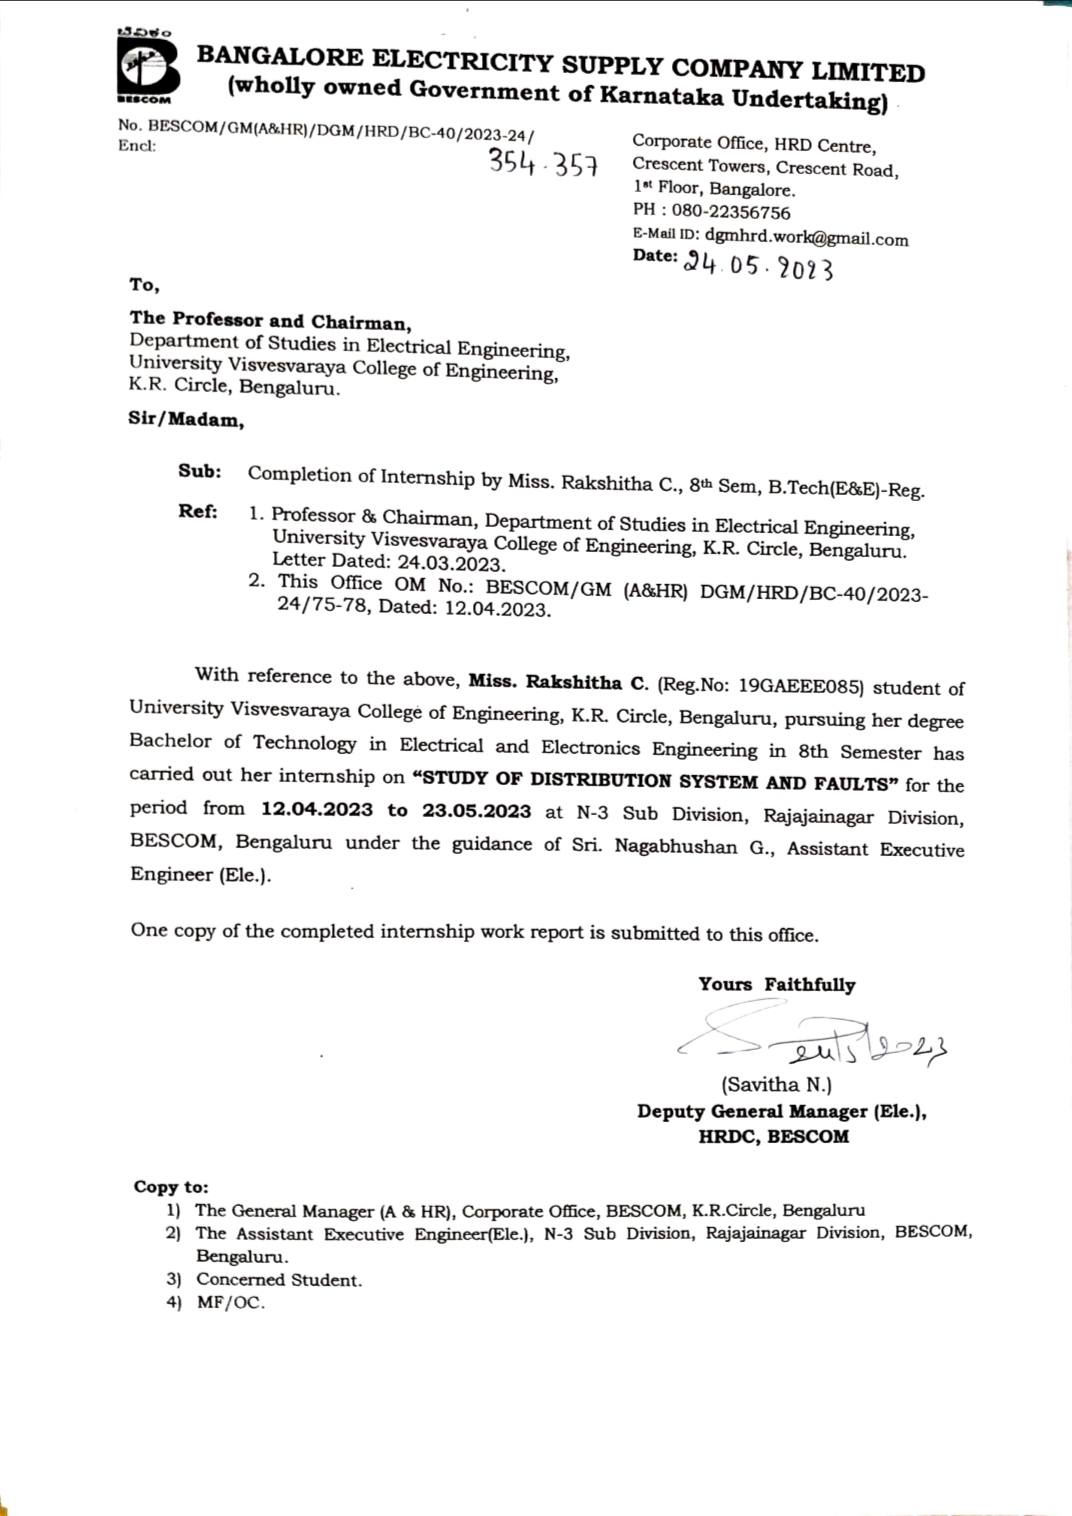 ಬೆವಿಕಂ
BESCOM
BANGALORE ELECTRICITY SUPPLY COMPANY LIMITED
(wholly owned Government of Karnataka Undertaking)
No. BESCOM/GM(A&HR)/DGM/HRD/BC-40/2023-24/
354-357
Encl:
Corporate Office, HRD Centre,
Crescent Towers, Crescent Road,
1st Floor, Bangalore.
PH : 080-22356756
E-Mail ID: dgmhrd.work@gmail.com
Date: 24.05.2023
To,
The Professor and Chairman,
Department of Studies in Electrical Engineering,
University Visvesvaraya College of Engineering,
K.R. Circle, Bengaluru.
Sir/Madam,
Sub: Completion of Internship by Miss. Rakshitha C., 8th Sem, B.Tech(E&E)-Reg.
Ref: 1. Professor & Chairman, Department of Studies in Electrical Engineering,
University Visvesvaraya College of Engineering, K.R. Circle, Bengaluru.
Letter Dated: 24.03.2023.
2. This Office OM No.: BESCOM/GM (A&HR) DGM/HRD/BC-40/2023-
24/75-78, Dated: 12.04.2023.
With reference to the above, Miss. Rakshitha C. (Reg.No: 19GAEEE085) student of
University Visvesvaraya College of Engineering, K.R. Circle, Bengaluru, pursuing her degree
Bachelor of Technology in Electrical and Electronics Engineering in 8th Semester has
carried out her internship on “STUDY OF DISTRIBUTION SYSTEM AND FAULTS” for the
period from 12.04.2023 to 23.05.2023 at N-3 Sub Division, Rajajainagar Division,
BESCOM, Bengaluru under the guidance of Sri. Nagabhushan G., Assistant Executive
Engineer (Ele.).
One copy of the completed internship work report is submitted to this office.
Yours Faithfully
(Savitha N.)
Deputy General Manager (Ele.),
HRDC, BESCOM
Copy to:
1) The General Manager (A & HR), Corporate Office, BESCOM, K.R.Circle, Bengaluru
2) The Assistant Executive Engineer(Ele.), N-3 Sub Division, Rajajainagar Division, BESCOM,
Bengaluru.
3) Concerned Student.
4) MF/OC.